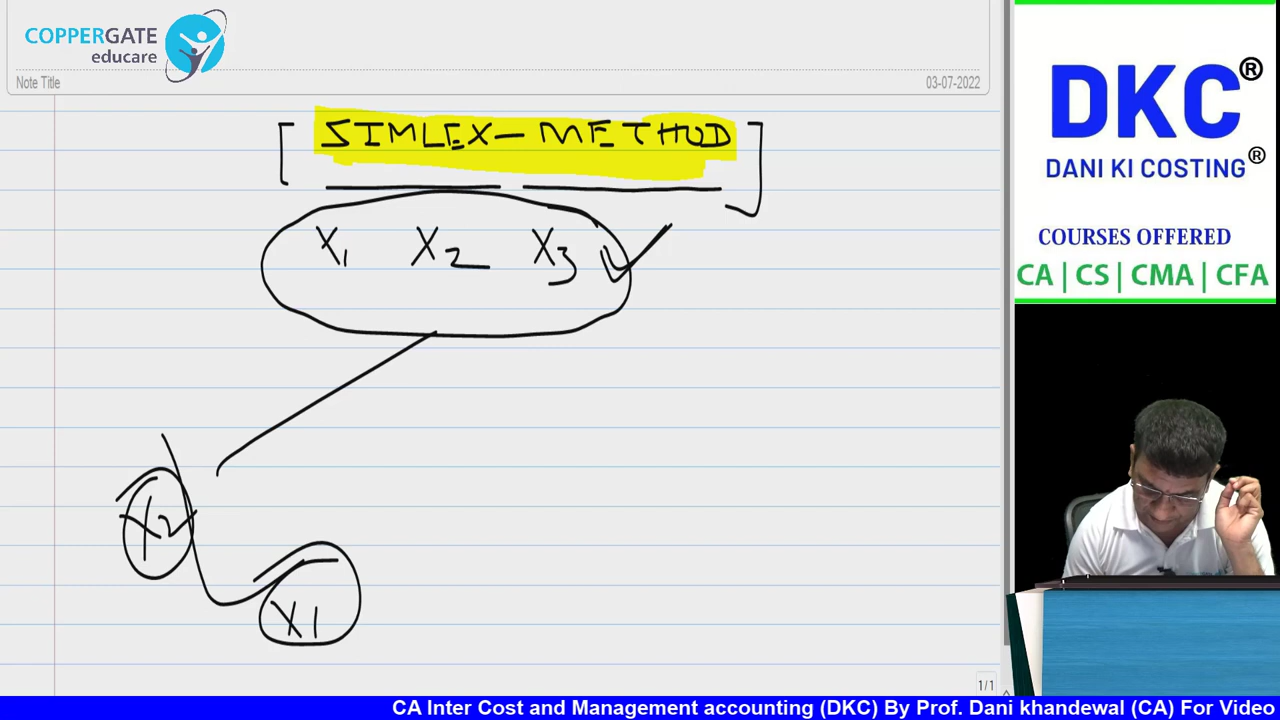 COPPERGATE
educare
Note Title
03-07-2022
[ SIMLEX-METHOD ]
X1 X2 X3
X2
X1
1/1
DKC®
DANI KI COSTING®
COURSES OFFERED
CA | CS | CMA | CFA
CA Inter Cost and Management accounting (DKC) By Prof. Dani khandewal (CA) For Video